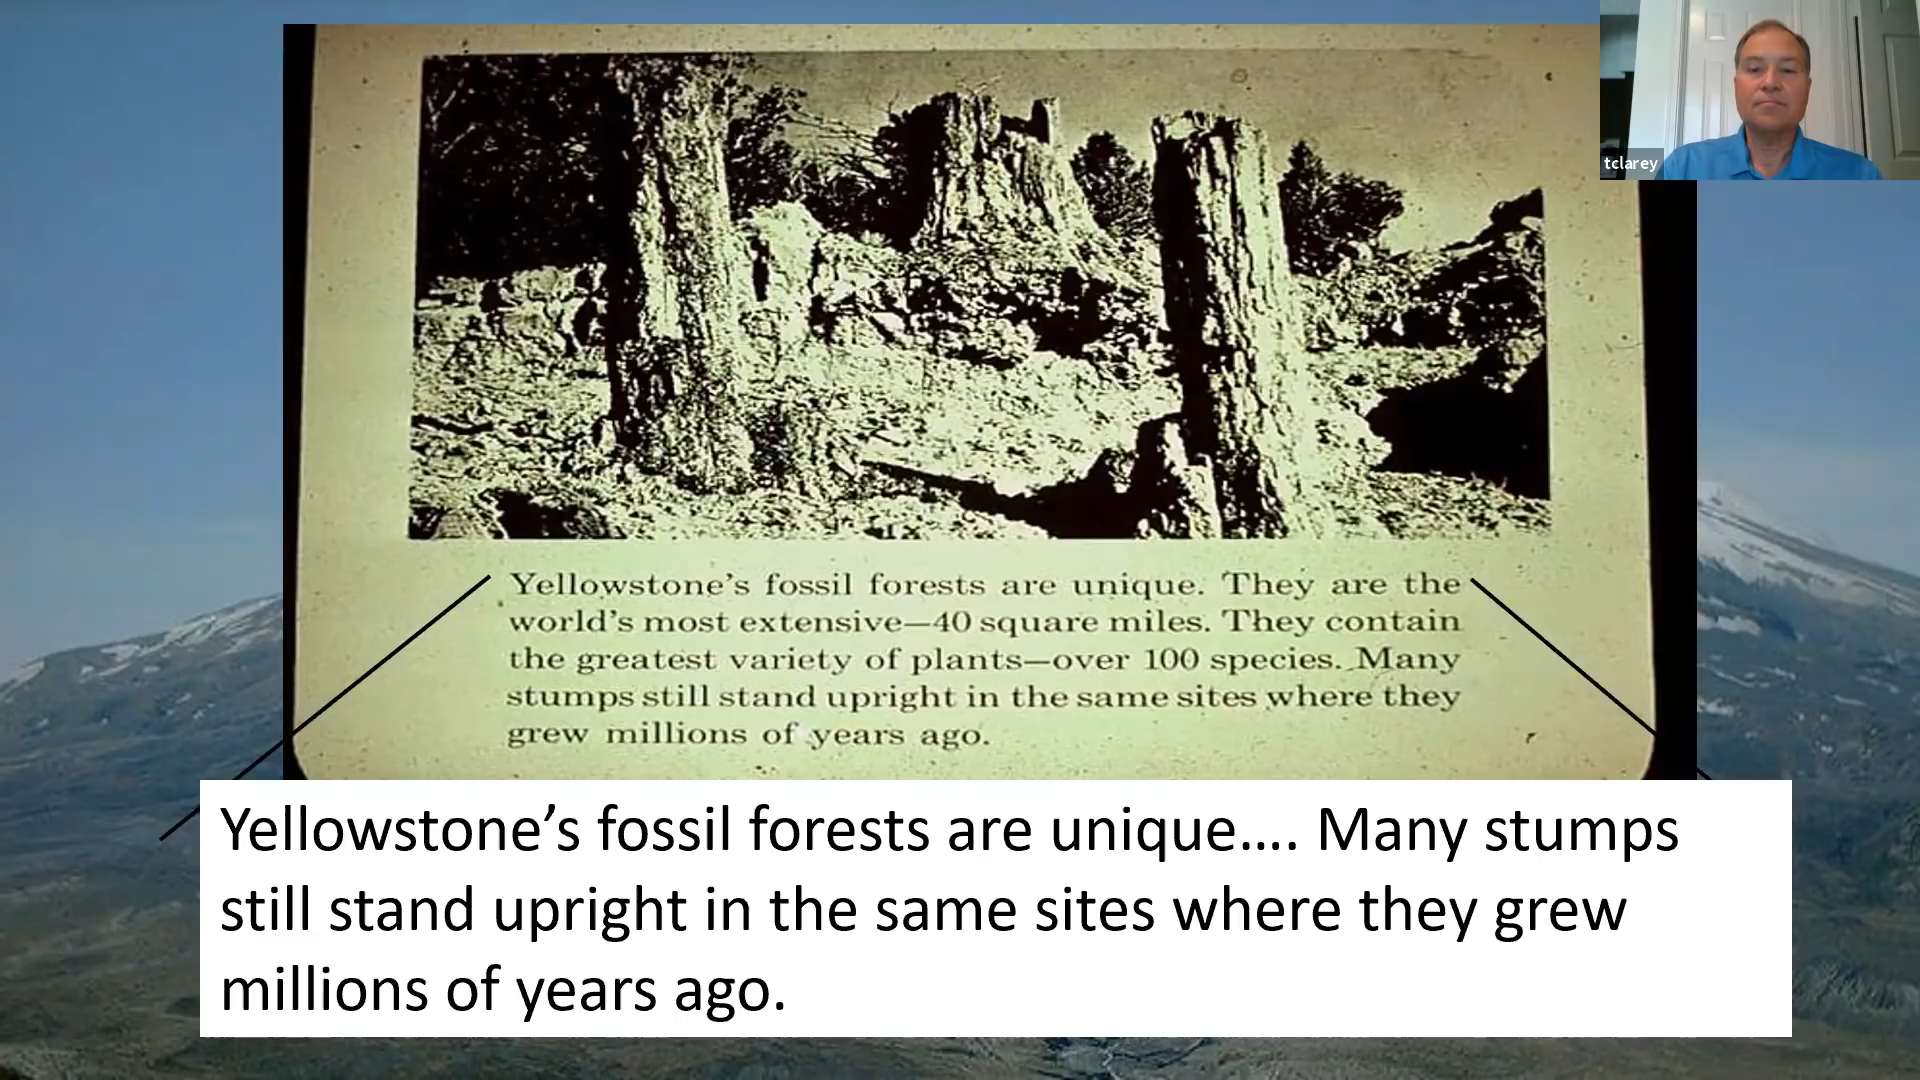 tclarey
Yellowstone's fossil forests are unique. They are the
world's most extensive—40 square miles. They contain
the greatest variety of plants—over 100 species. Many
stumps still stand upright in the same sites where they
grew millions of years ago.
Yellowstone’s fossil forests are unique…. Many stumps
still stand upright in the same sites where they grew
millions of years ago.